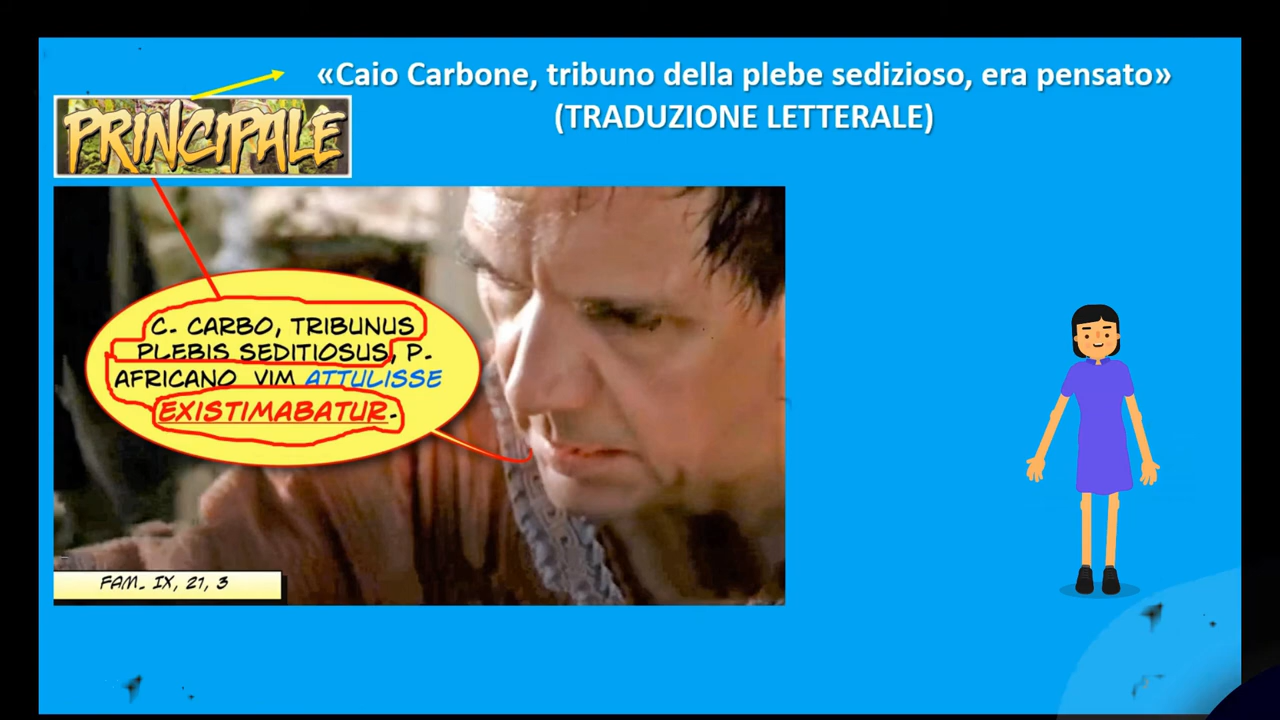 «Caio Carbone, tribuno della plebe sedizioso, era pensato»
(TRADUZIONE LETTERALE)
PRINCIPALE
C. CARBO, TRIBUNUS
PLEBIS SEDITIOSUS, P.
AFRICANO VIM ATTULISSE
EXISTIMABATUR.
FAM. IX, 21, 3